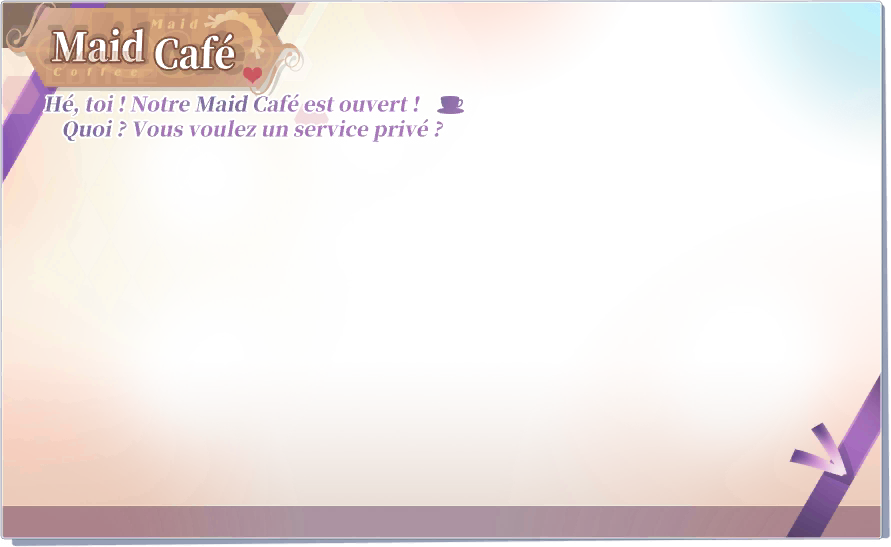 Maid
Maid Café
Coffee
Hé, toi ! Notre Maid Café est ouvert !
Quoi ? Vous voulez un service privé ?